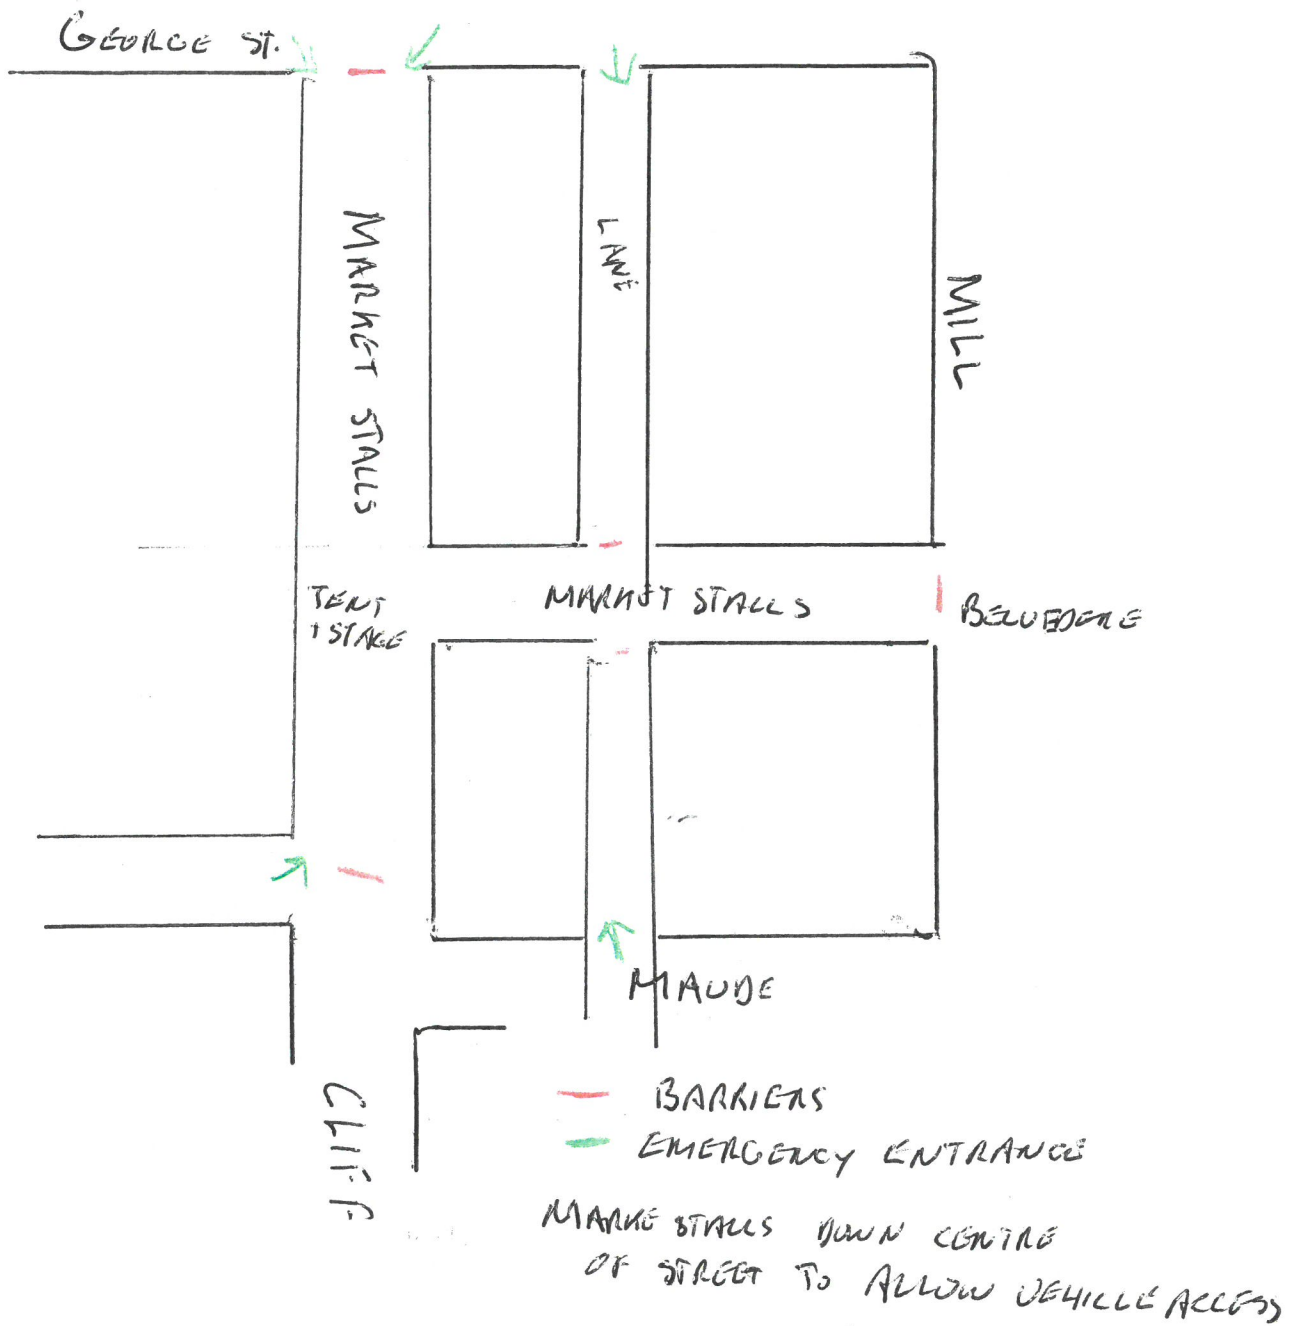 GEORGE ST.
MARKET STALLS
LANE
MILL
TENT
+ STAGE
MARKET STALLS
BELVEDERE
MAUDE
CLIFF
BARRIERS
EMERGENCY ENTRANCE
MARKE STALLS DOWN CENTRE
OF STREET TO ALLOW VEHICLE ACCESS